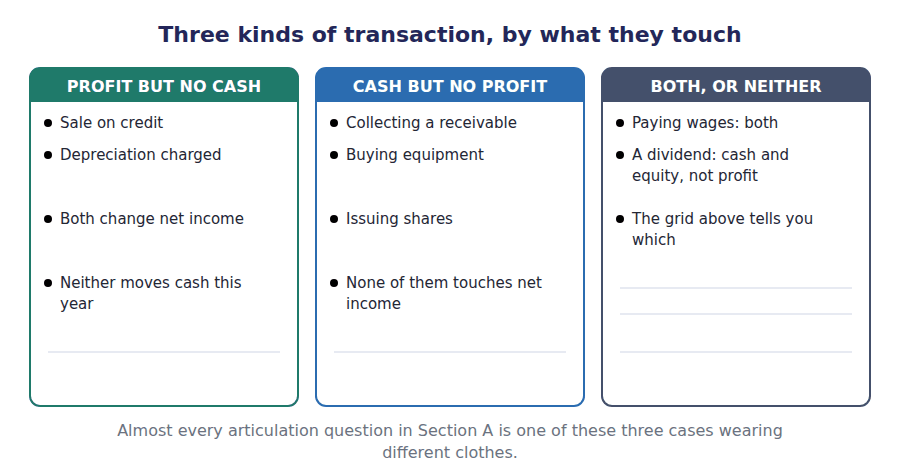 Three kinds of transaction, by what they touch
PROFIT BUT NO CASH
Sale on credit
Depreciation charged
Both change net income
Neither moves cash this
year
CASH BUT NO PROFIT
Collecting a receivable
Buying equipment
Issuing shares
None of them touches net
income
BOTH, OR NEITHER
Paying wages: both
A dividend: cash and
equity, not profit
The grid above tells you
which
Almost every articulation question in Section A is one of these three cases wearing
different clothes.